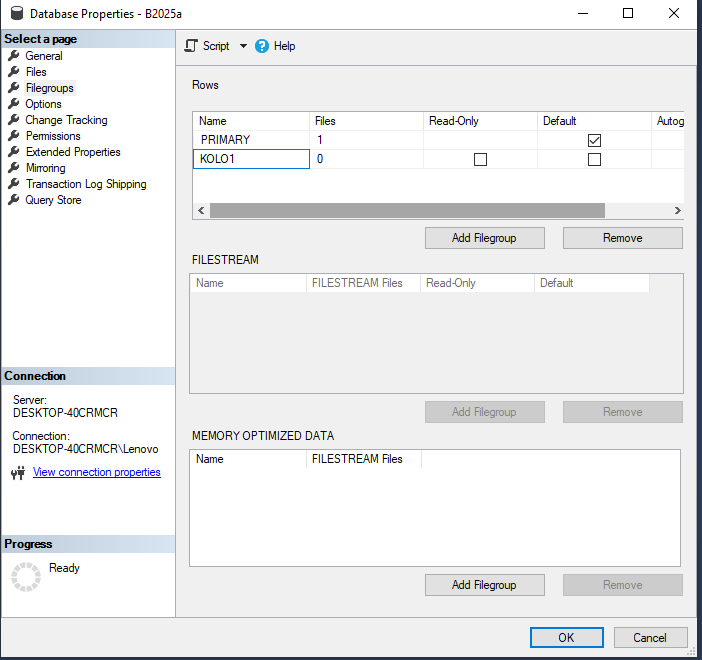 Database Properties - B2025a
Select a page
General
Files
Filegroups
Options
Change Tracking
Permissions
Extended Properties
Mirroring
Transaction Log Shipping
Query Store
Connection
Server:
DESKTOP-40CRMCR
Connection:
DESKTOP-40CRMCR\Lenovo
View connection properties
Progress
Ready
Script Help
Rows
Name Files Read-Only Default Autog
PRIMARY 1
KOLO1 0
Add Filegroup Remove
FILESTREAM
Name FILESTREAM Files Read-Only Default
Add Filegroup Remove
MEMORY OPTIMIZED DATA
Name FILESTREAM Files
Add Filegroup Remove
OK Cancel